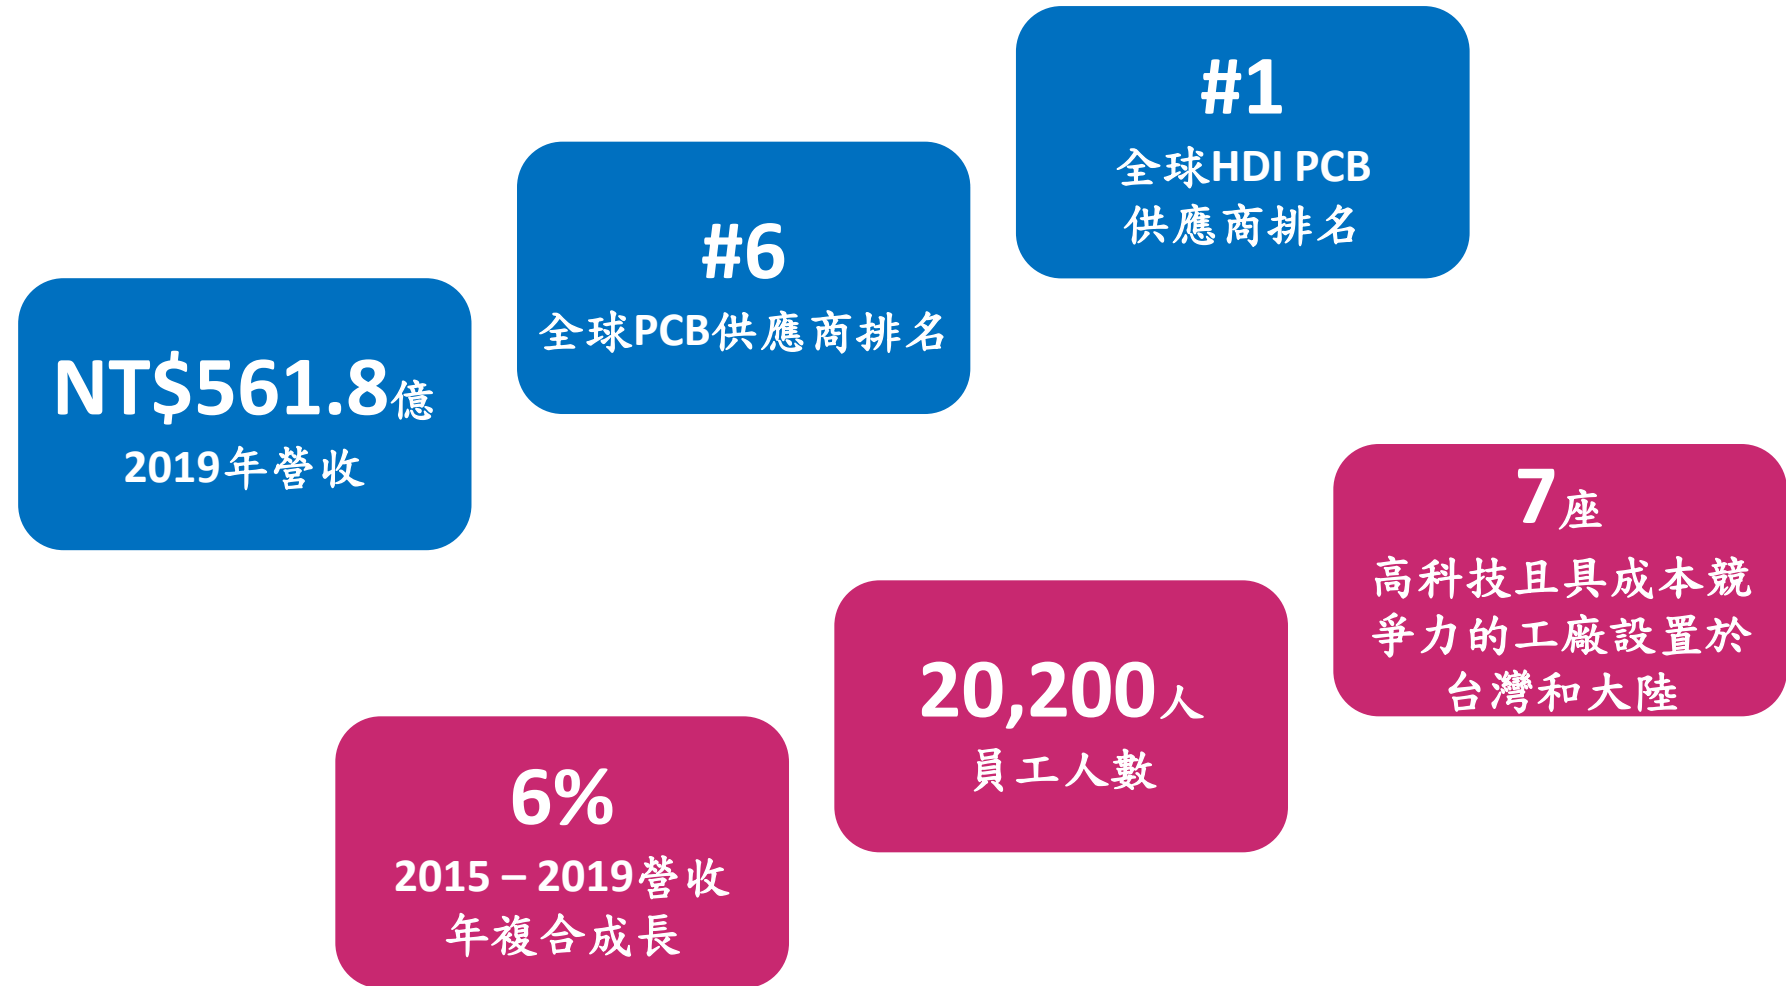 NT$561.8億
2019年營收
#6
全球PCB供應商排名
#1
全球HDI PCB
供應商排名
6%
2015 – 2019營收
年複合成長
20,200人
員工人數
7座
高科技且具成本競
爭力的工廠設置於
台灣和大陸